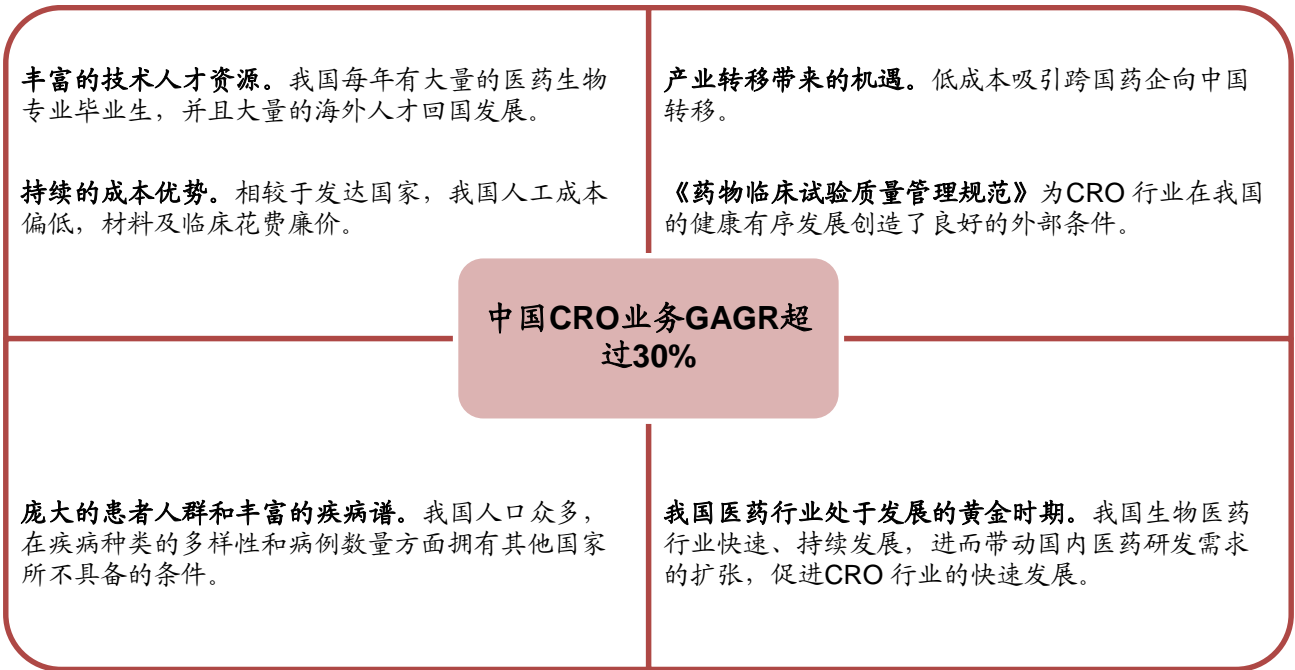 丰富的技术人才资源。我国每年有大量的医药生物
专业毕业生，并且大量的海外人才回国发展。
持续的成本优势。相较于发达国家，我国人工成本
偏低，材料及临床花费廉价。
产业转移带来的机遇。低成本吸引跨国药企向中国
转移。
《药物临床试验质量管理规范》为CRO 行业在我国
的健康有序发展创造了良好的外部条件。
中国CRO业务GAGR超
过30%
庞大的患者人群和丰富的疾病谱。我国人口众多，
在疾病种类的多样性和病例数量方面拥有其他国家
所不具备的条件。
我国医药行业处于发展的黄金时期。我国生物医药
行业快速、持续发展，进而带动国内医药研发需求
的扩张，促进CRO 行业的快速发展。